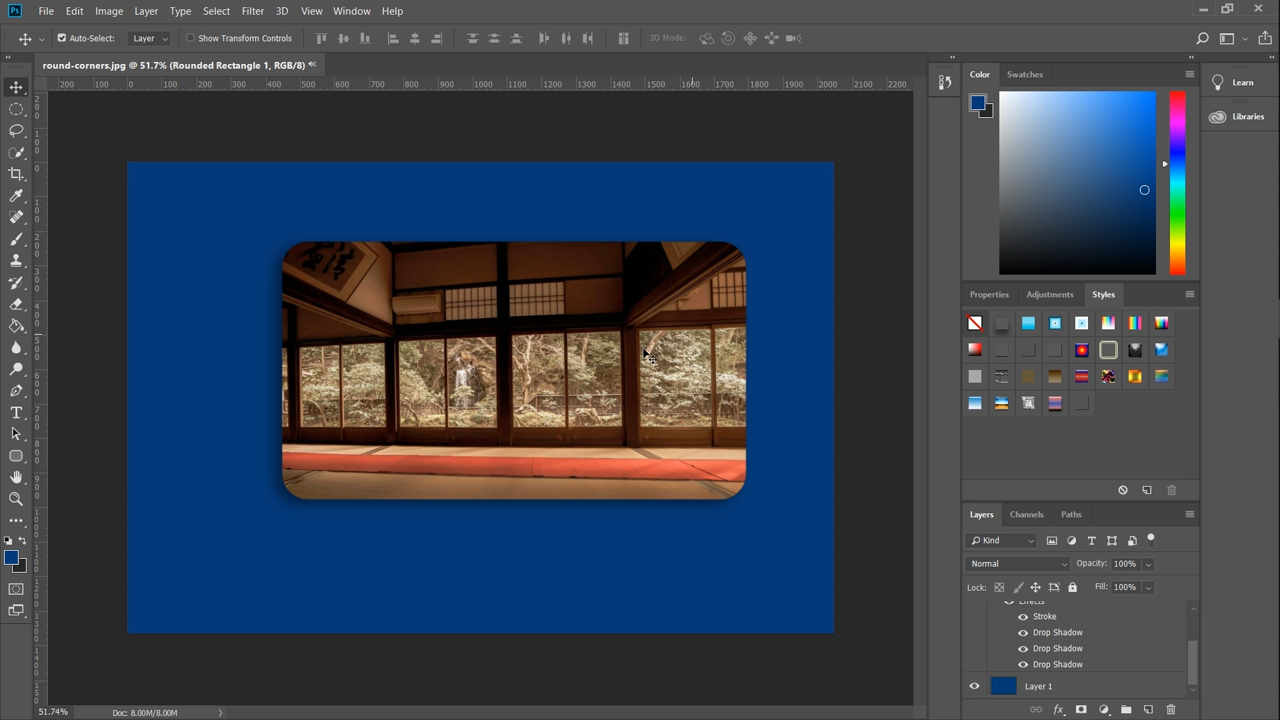 Ps File Edit Image Layer Type Select Filter 3D View Window Help
Auto-Select: Layer Show Transform Controls 3D Mode:
round-corners.jpg @ 51.7% (Rounded Rectangle 1, RGB/8) *
200 100 0 100 200 300 400 500 600 700 800 900 1000 1100 1200 1300 1400 1500 1600 1700 1800 1900 2000 2100 2200
Color Swatches
Learn
Libraries
Properties Adjustments Styles
Layers Channels Paths
Kind
Normal Opacity: 100%
Lock: Fill: 100%
Effects
Stroke
Drop Shadow
Drop Shadow
Drop Shadow
Layer 1
51.74% Doc: 8.00M/8.00M